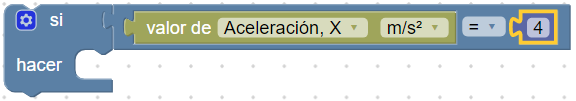 si valor de Aceleración, X m/s² = 4
hacer